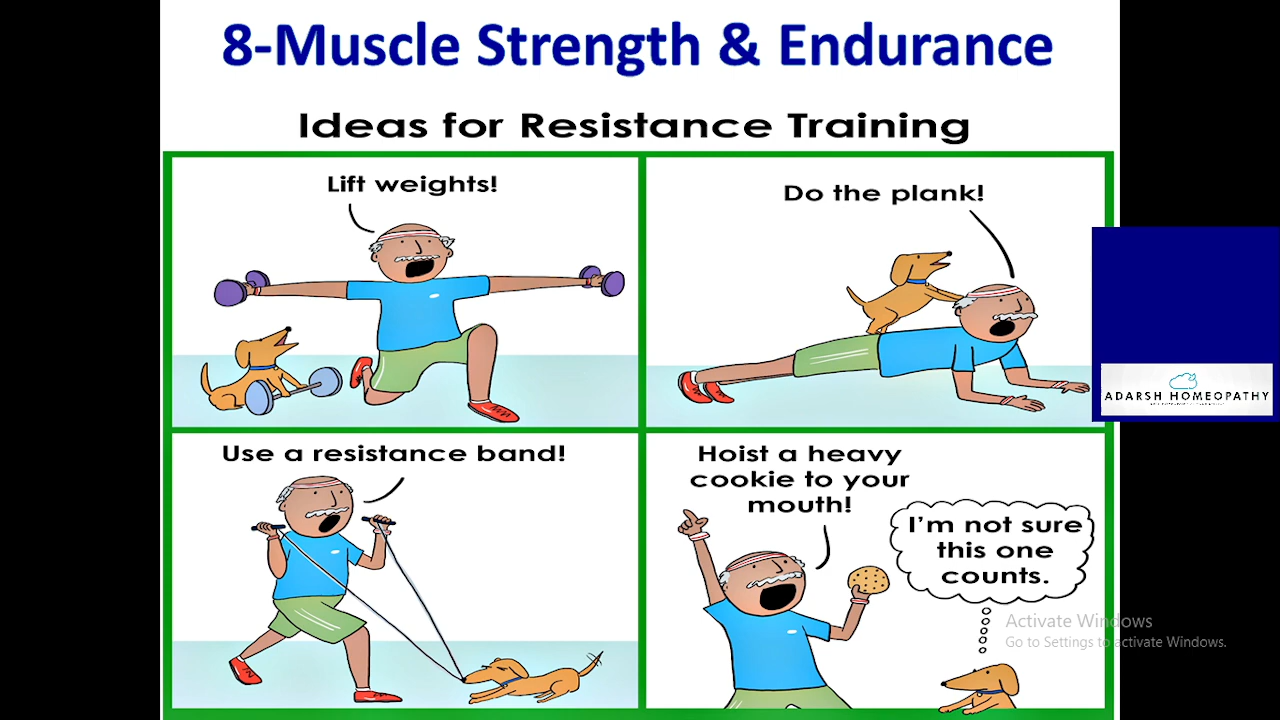 8-Muscle Strength & Endurance
Ideas for Resistance Training
Lift weights!
Do the plank!
Use a resistance band!
Hoist a heavy
cookie to your
mouth!
I'm not sure
this one
counts.
ADARSH HOMEOPATHY
Activate Windows
Go to Settings to activate Windows.